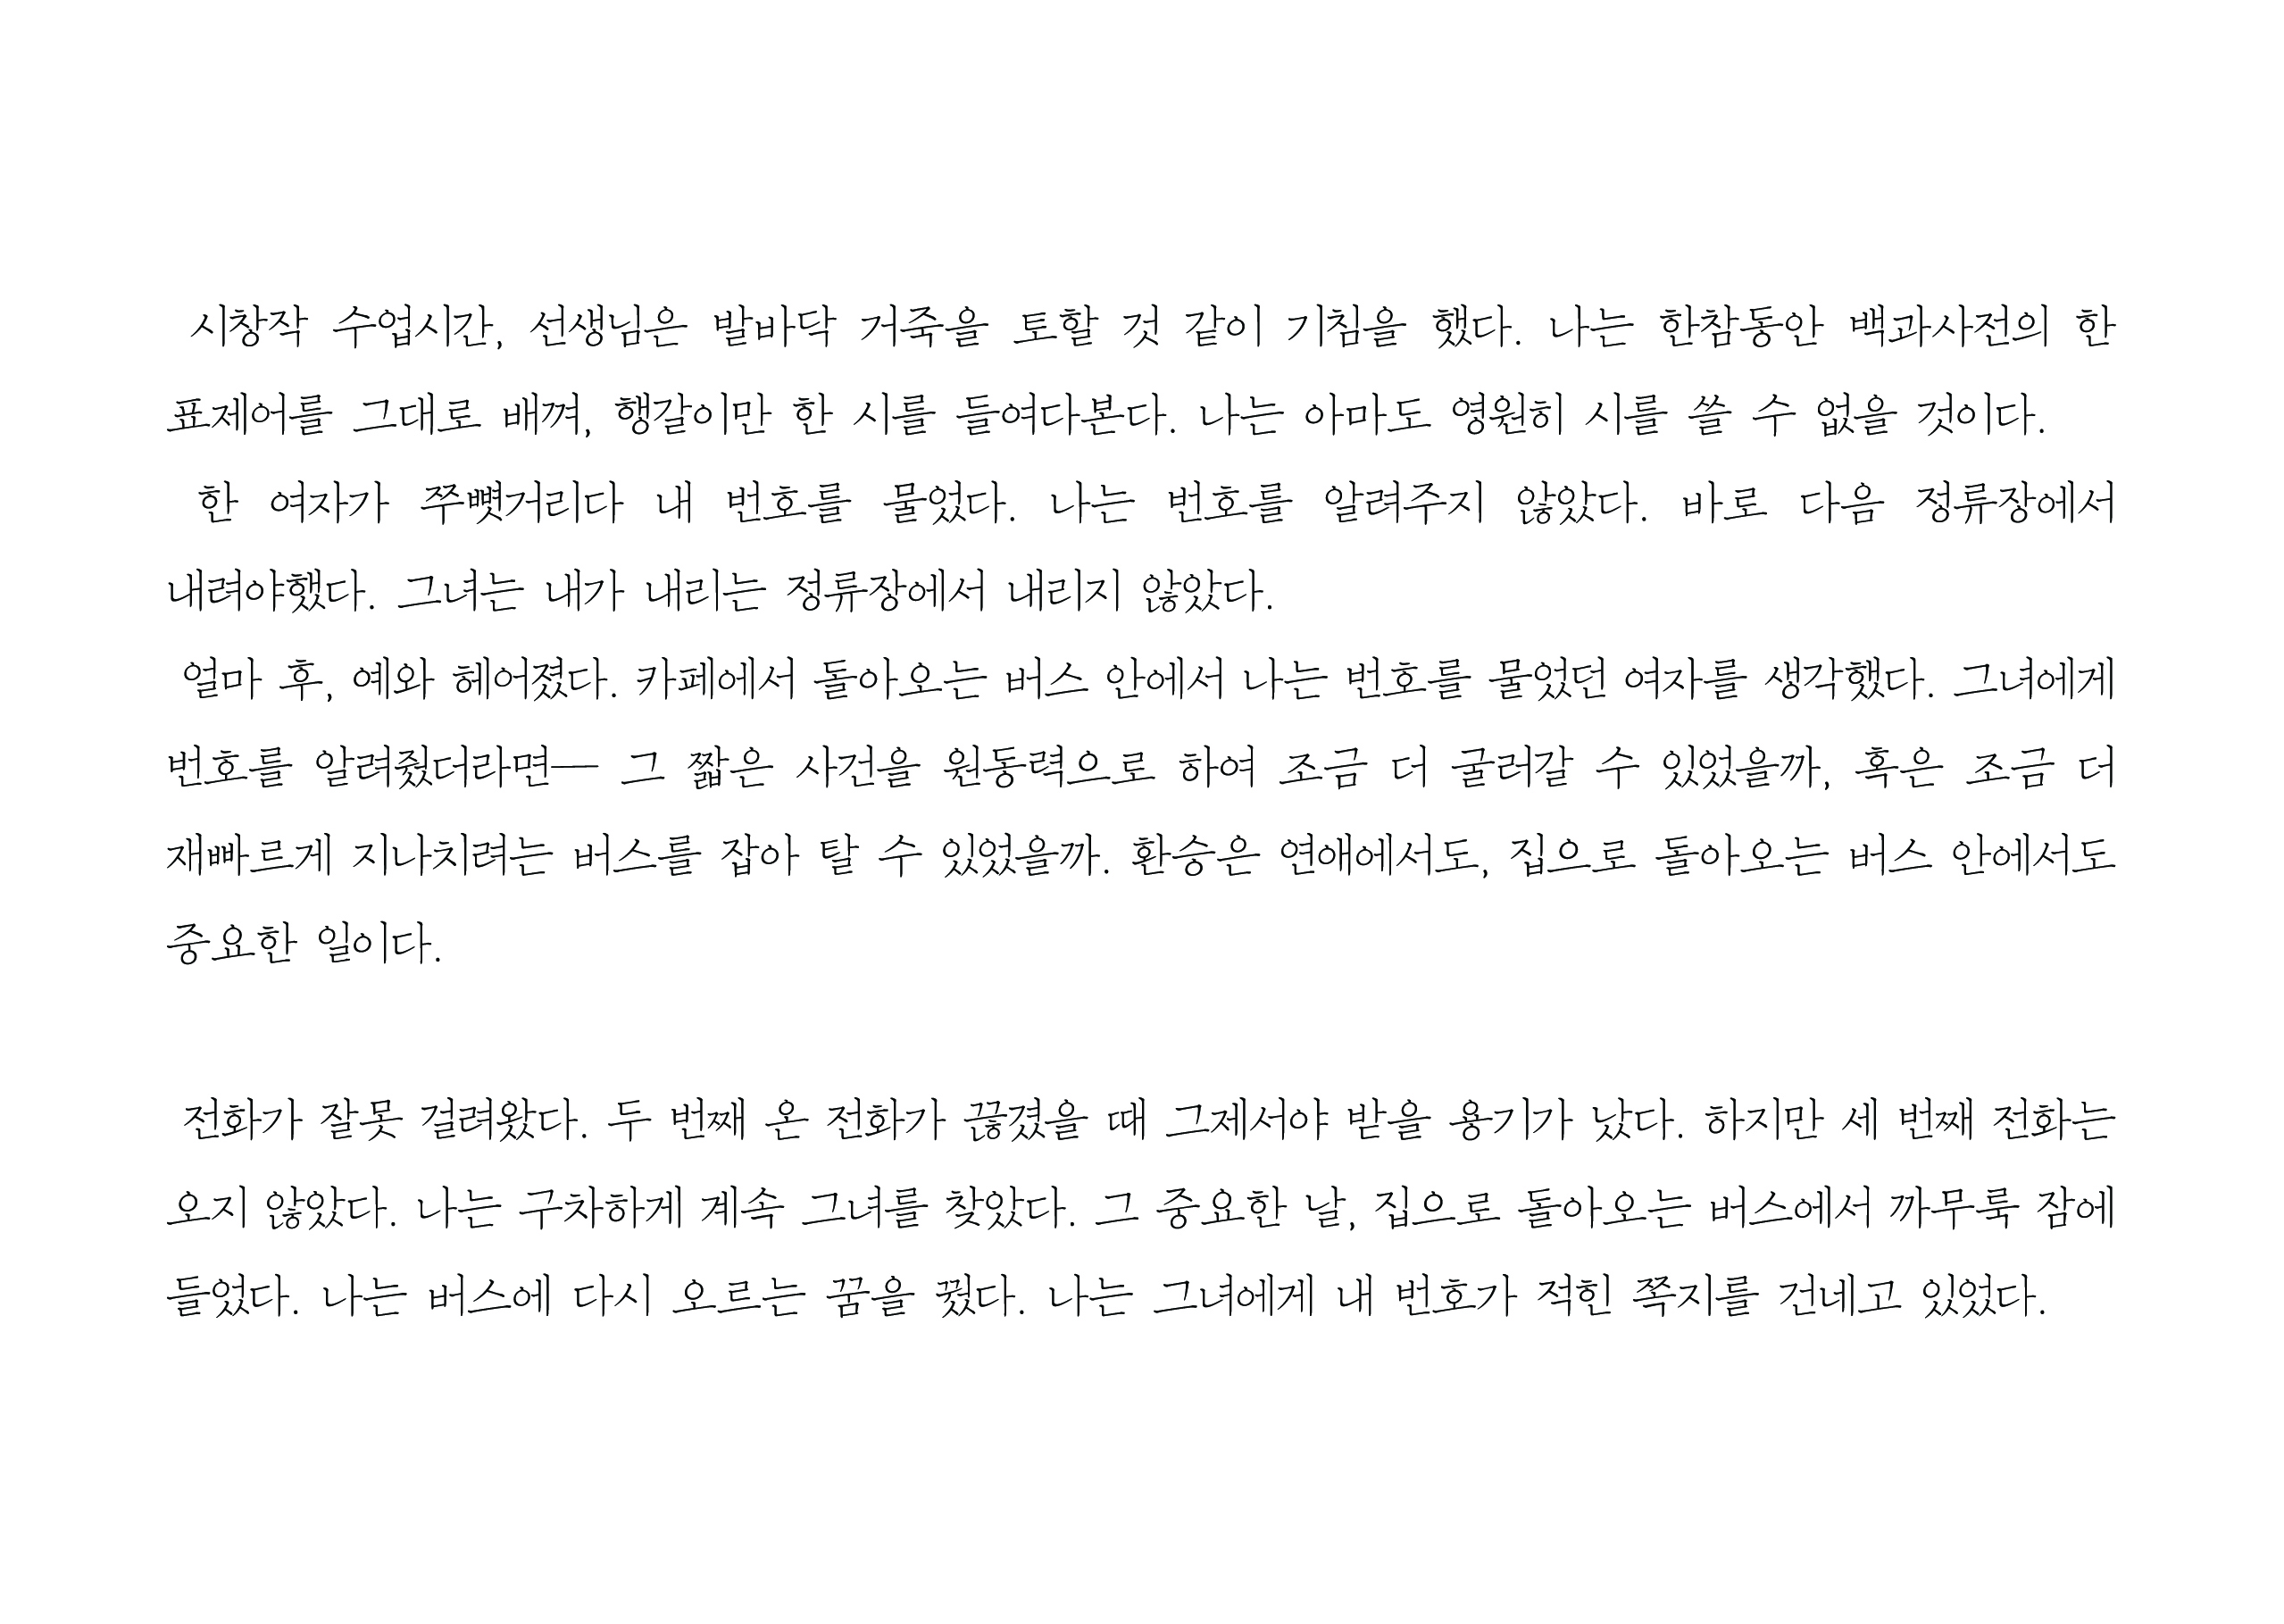 시창작 수업시간, 선생님은 발바닥 거죽을 토할 것 같이 기침을 했다. 나는 한참동안 백과사전의 한
표제어를 그대로 배껴, 행갈이만 한 시를 들여다본다. 나는 아마도 영원히 시를 쓸 수 없을 것이다.
한 여자가 쭈뼛거리다 내 번호를 물었다. 나는 번호를 알려주지 않았다. 바로 다음 정류장에서
내려야했다. 그녀는 내가 내리는 정류장에서 내리지 않았다.
얼마 후, 예와 헤어졌다. 카페에서 돌아오는 버스 안에서 나는 번호를 물었던 여자를 생각했다. 그녀에게
번호를 알려줬더라면— 그 짧은 사건을 원동력으로 하여 조금 더 굴러갈 수 있었을까, 혹은 조금 더
재빠르게 지나치려는 버스를 잡아 탈 수 있었을까. 환승은 연애에서도, 집으로 돌아오는 버스 안에서도
중요한 일이다.
전화가 잘못 걸려왔다. 두 번째 온 전화가 끊겼을 때 그제서야 받을 용기가 났다. 하지만 세 번째 전화는
오지 않았다. 나는 구차하게 계속 그녀를 찾았다. 그 중요한 날, 집으로 돌아오는 버스에서 까무룩 잠에
들었다. 나는 버스에 다시 오르는 꿈을 꿨다. 나는 그녀에게 내 번호가 적힌 쪽지를 건네고 있었다.